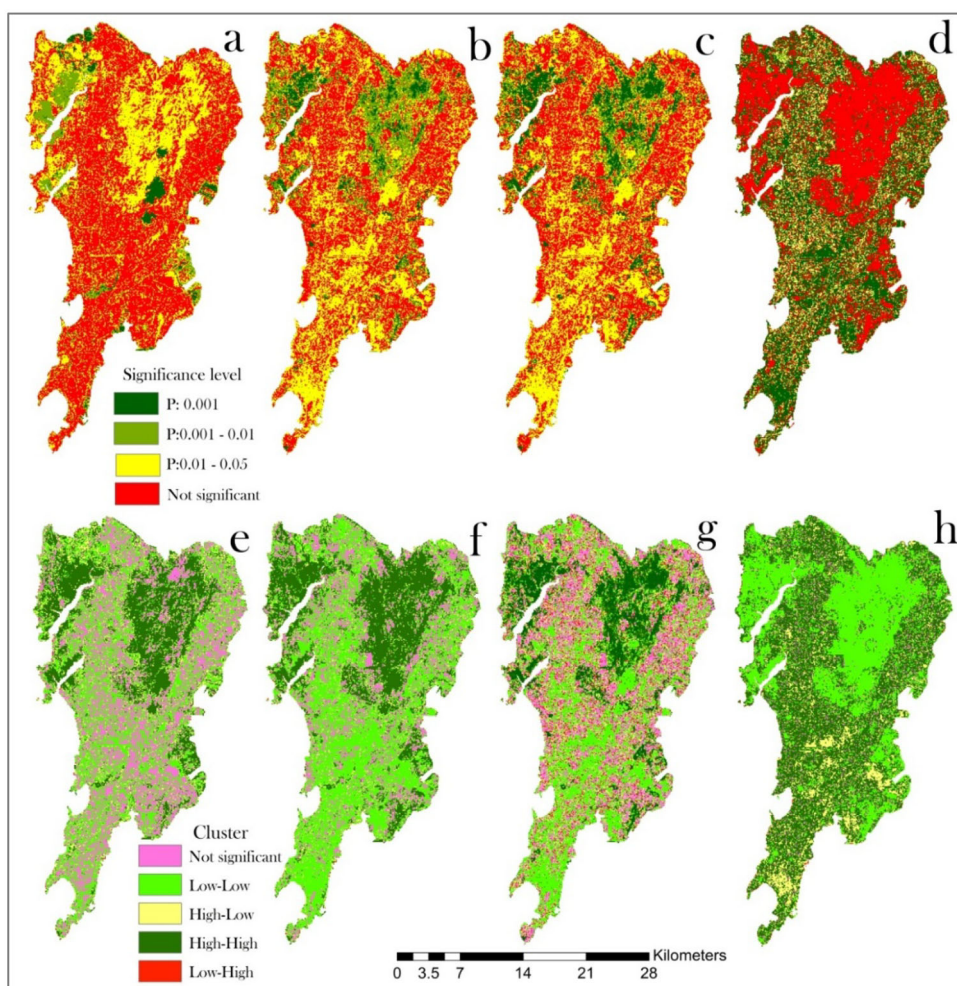 a b c d
Significance level
P: 0.001
P:0.001 - 0.01
P:0.01 - 0.05
Not significant
e f g h
Cluster
Not significant
Low-Low
High-Low
High-High
Low-High
Kilometers
0 3.5 7 14 21 28